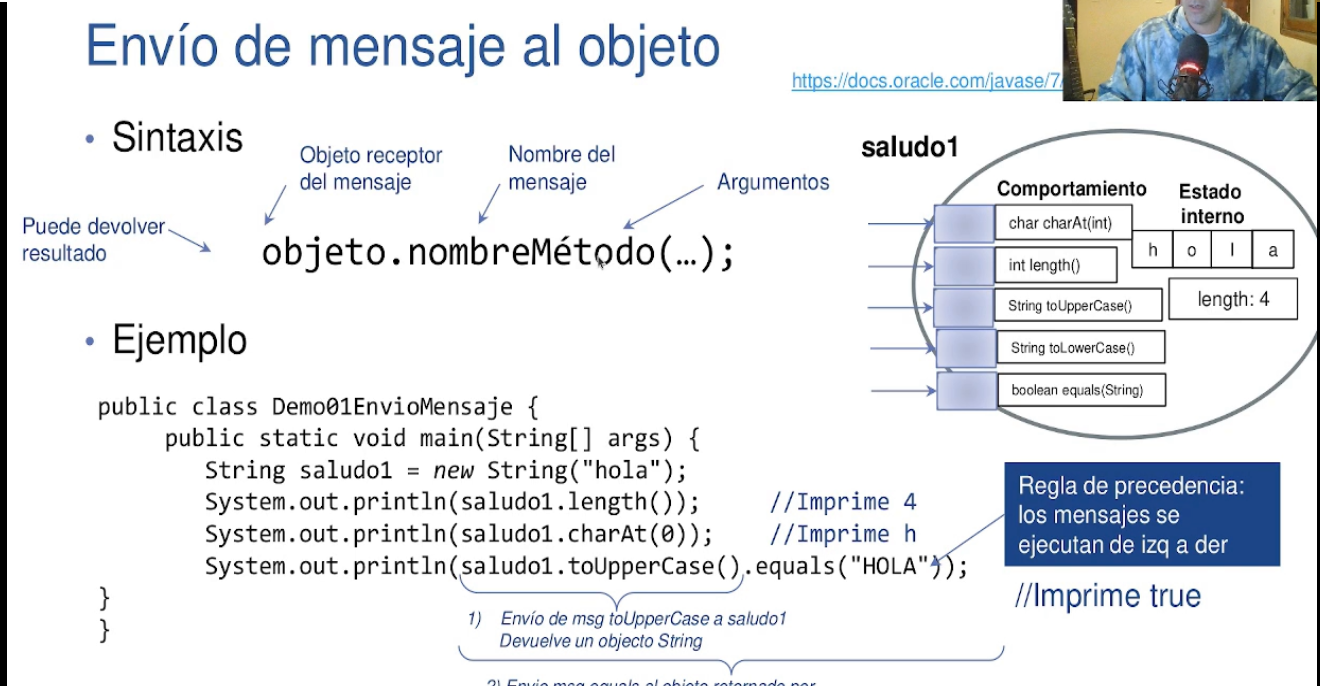 Envío de mensaje al objeto
https://docs.oracle.com/javase/7/
• Sintaxis
Objeto receptor
del mensaje
Nombre del
mensaje
Argumentos
Puede devolver
resultado
objeto.nombreMétodo(…);
saludo1
Comportamiento
Estado
interno
char charAt(int)
h o l a
int length()
length: 4
String toUpperCase()
String toLowerCase()
boolean equals(String)
• Ejemplo
public class Demo01EnvioMensaje {
public static void main(String[] args) {
String saludo1 = new String("hola");
System.out.println(saludo1.length()); //Imprime 4
System.out.println(saludo1.charAt(0)); //Imprime h
System.out.println(saludo1.toUpperCase().equals("HOLA"));
}
}
Regla de precedencia:
los mensajes se
ejecutan de izq a der
//Imprime true
1) Envío de msg toUpperCase a saludo1
Devuelve un objecto String
2) Envio msg equals al objeto retornado por